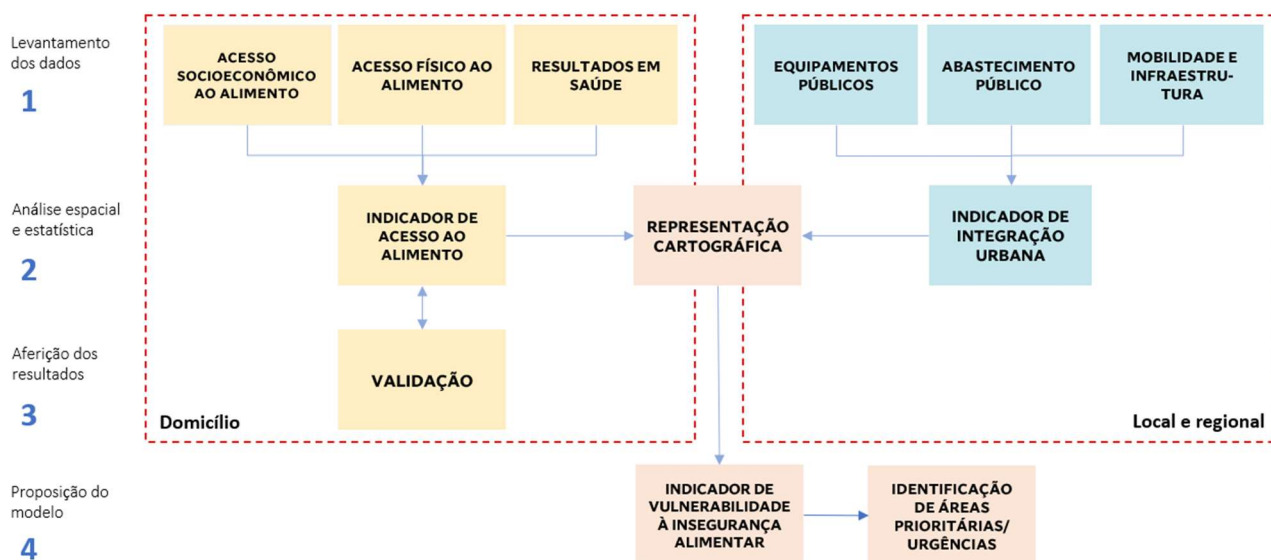 Levantamento
dos dados
1
ACESSO
SOCIOECONÔMICO
AO ALIMENTO
ACESSO FÍSICO AO
ALIMENTO
RESULTADOS EM
SAÚDE
EQUIPAMENTOS
PÚBLICOS
ABASTECIMENTO
PÚBLICO
MOBILIDADE E
INFRAESTRU-
TURA
Análise espacial
e estatística
2
INDICADOR DE
ACESSO AO
ALIMENTO
REPRESENTAÇÃO
CARTOGRÁFICA
INDICADOR DE
INTEGRAÇÃO
URBANA
Aferição dos
resultados
3
VALIDAÇÃO
Domicílio
Local e regional
Proposição do
modelo
4
INDICADOR DE
VULNERABILIDADE
À INSEGURANÇA
ALIMENTAR
IDENTIFICAÇÃO
DE ÁREAS
PRIORITÁRIAS/
URGÊNCIAS